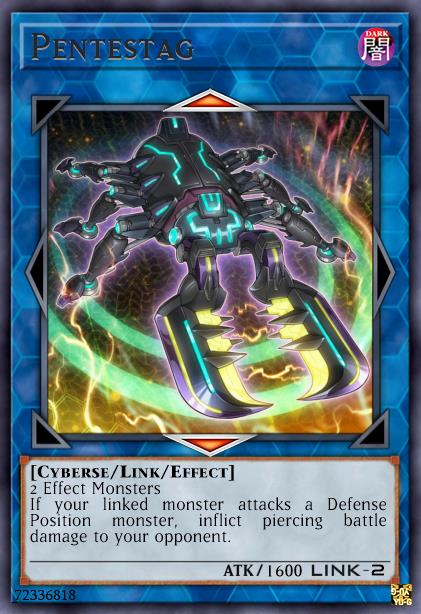 Pentestag
DARK
闇
[Cyberse/Link/Effect]
2 Effect Monsters
If your linked monster attacks a Defense
Position monster, inflict piercing battle
damage to your opponent.
ATK/1600 LINK-2
72336818